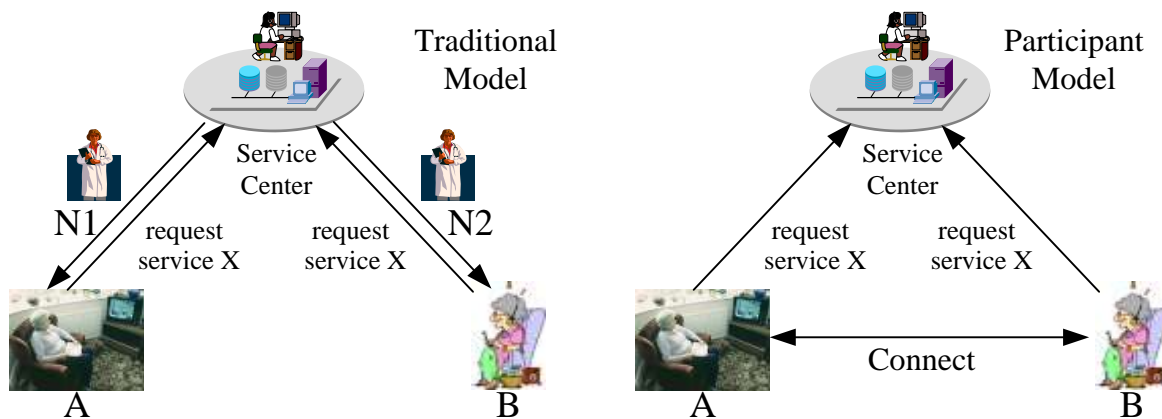 Traditional
Model
Service
Center
N1
N2
request
service X
request
service X
A
B
Participant
Model
Service
Center
request
service X
request
service X
Connect
A
B